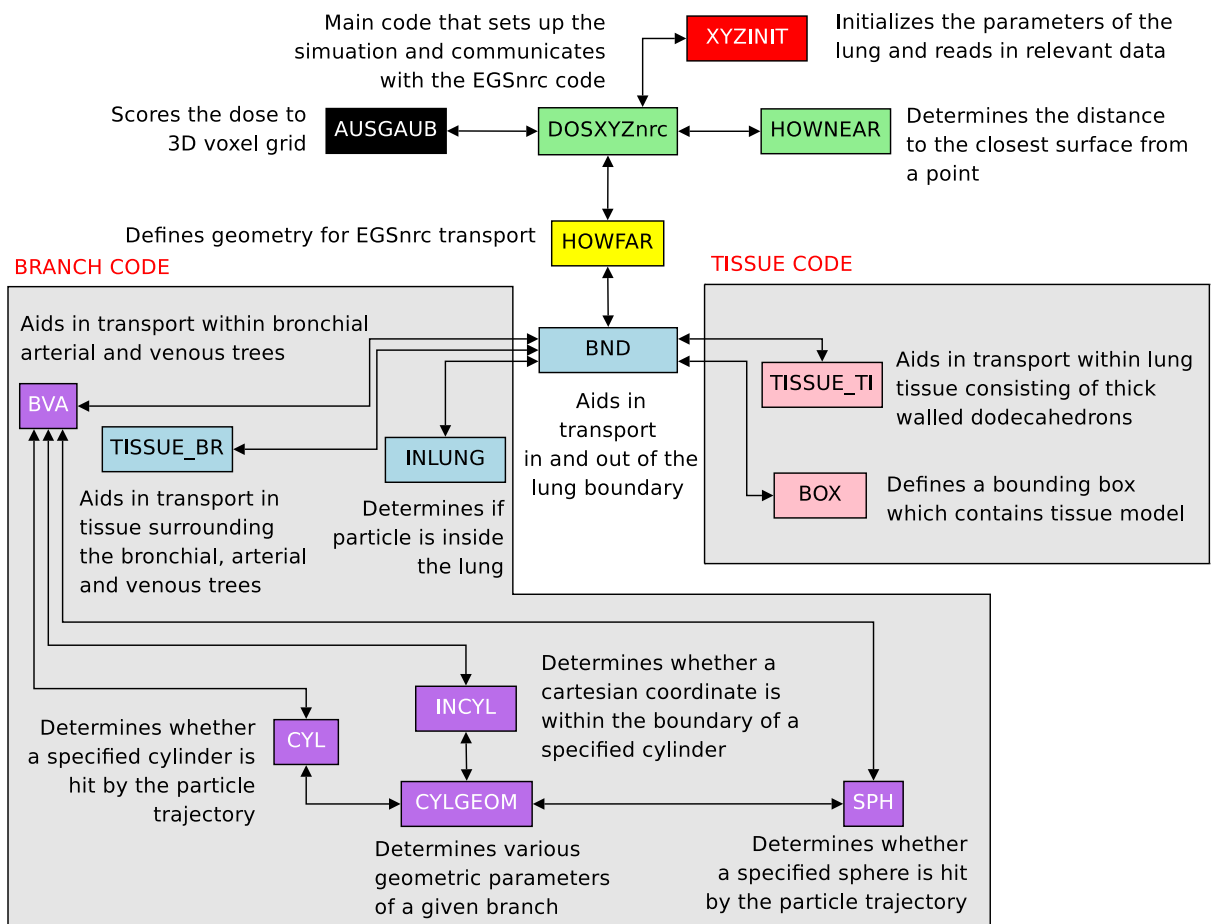 Main code that sets up the
simuation and communicates
with the EGSnrc code
XYZINIT
Initializes the parameters of the
lung and reads in relevant data
Scores the dose to
3D voxel grid
AUSGAUB
DOSXYZnrc
HOWNEAR
Determines the distance
to the closest surface from
a point
Defines geometry for EGSnrc transport
HOWFAR
BRANCH CODE
TISSUE CODE
Aids in transport within bronchial
arterial and venous trees
BND
Aids in
transport
in and out of the
lung boundary
TISSUE_TI
Aids in transport within lung
tissue consisting of thick
walled dodecahedrons
BVA
TISSUE_BR
Aids in transport in
tissue surrounding
the bronchial, arterial
and venous trees
INLUNG
Determines if
particle is inside
the lung
BOX
Defines a bounding box
which contains tissue model
Determines whether
a specified cylinder is
hit by the particle
trajectory
CYL
INCYL
Determines whether a
cartesian coordinate is
within the boundary of a
specified cylinder
CYLGEOM
Determines various
geometric parameters
of a given branch
SPH
Determines whether
a specified sphere is hit
by the particle trajectory